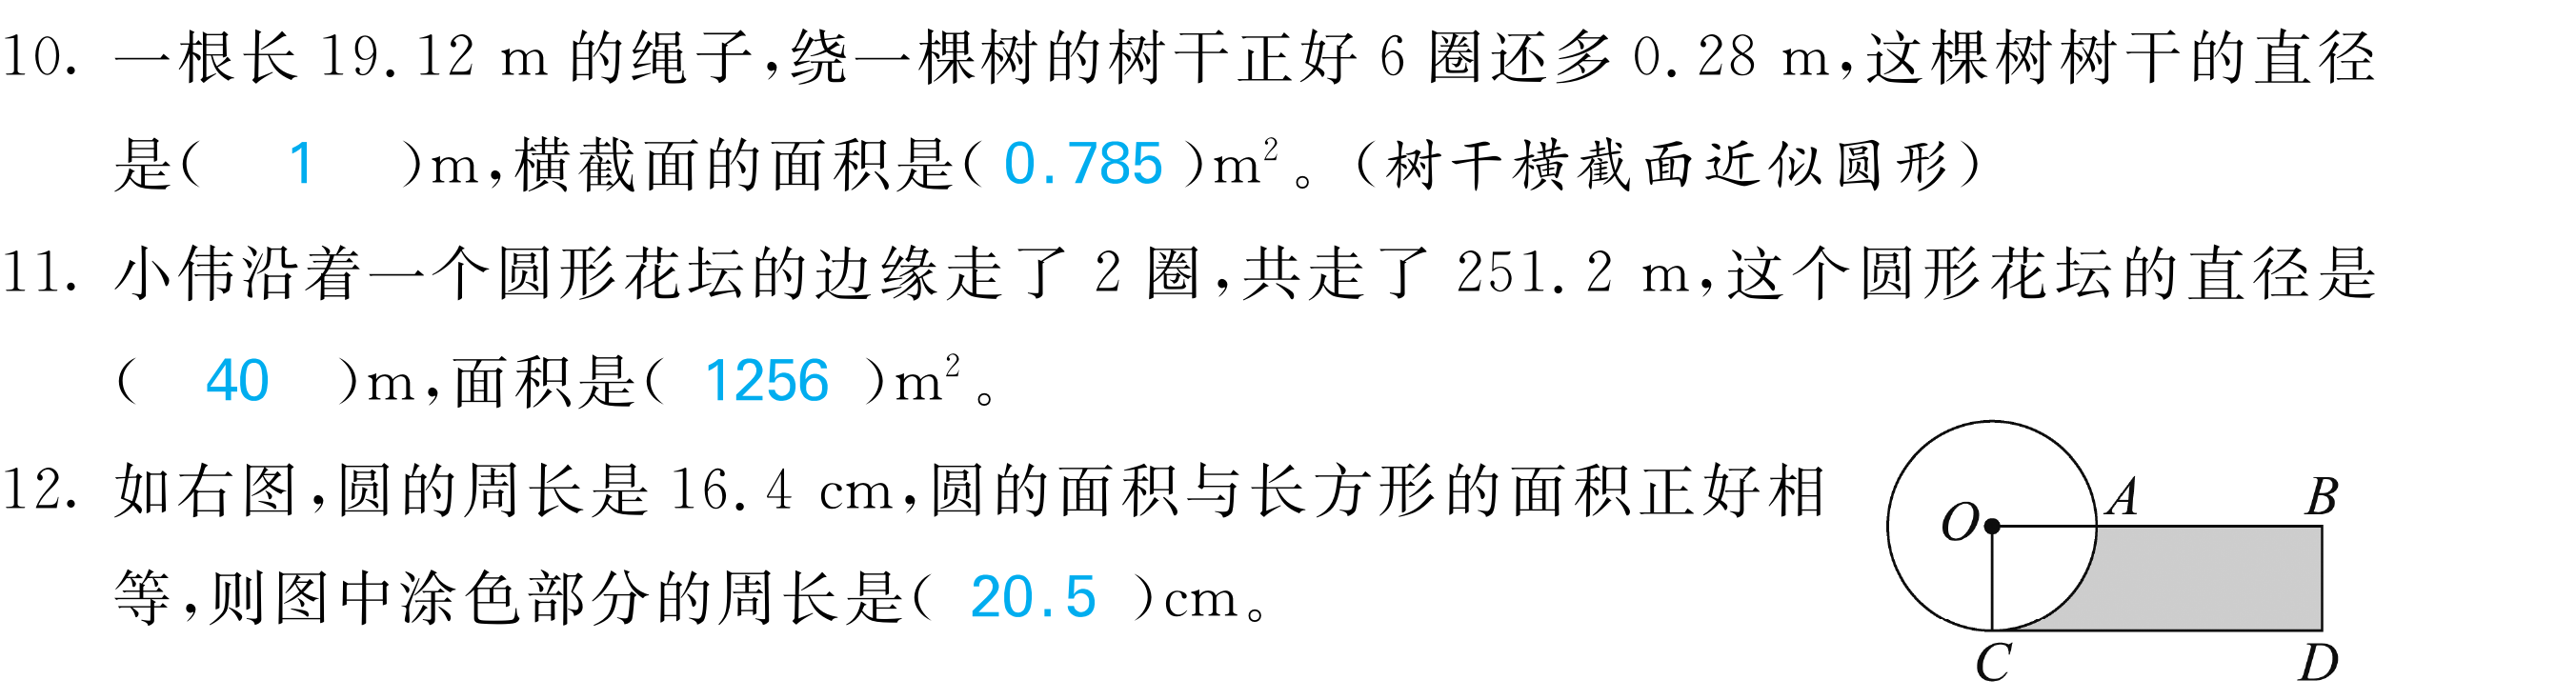 10. 一根长 19.12 m 的绳子,绕一棵树的树干正好 6 圈还多 0.28 m,这棵树树干的直径
是( 1 )m,横截面的面积是( 0.785 )m²。(树干横截面近似圆形)
11. 小伟沿着一个圆形花坛的边缘走了 2 圈,共走了 251.2 m,这个圆形花坛的直径是
( 40 )m,面积是( 1256 )m²。
12. 如右图,圆的周长是 16.4 cm,圆的面积与长方形的面积正好相
等,则图中涂色部分的周长是( 20.5 )cm。
O A B
C D